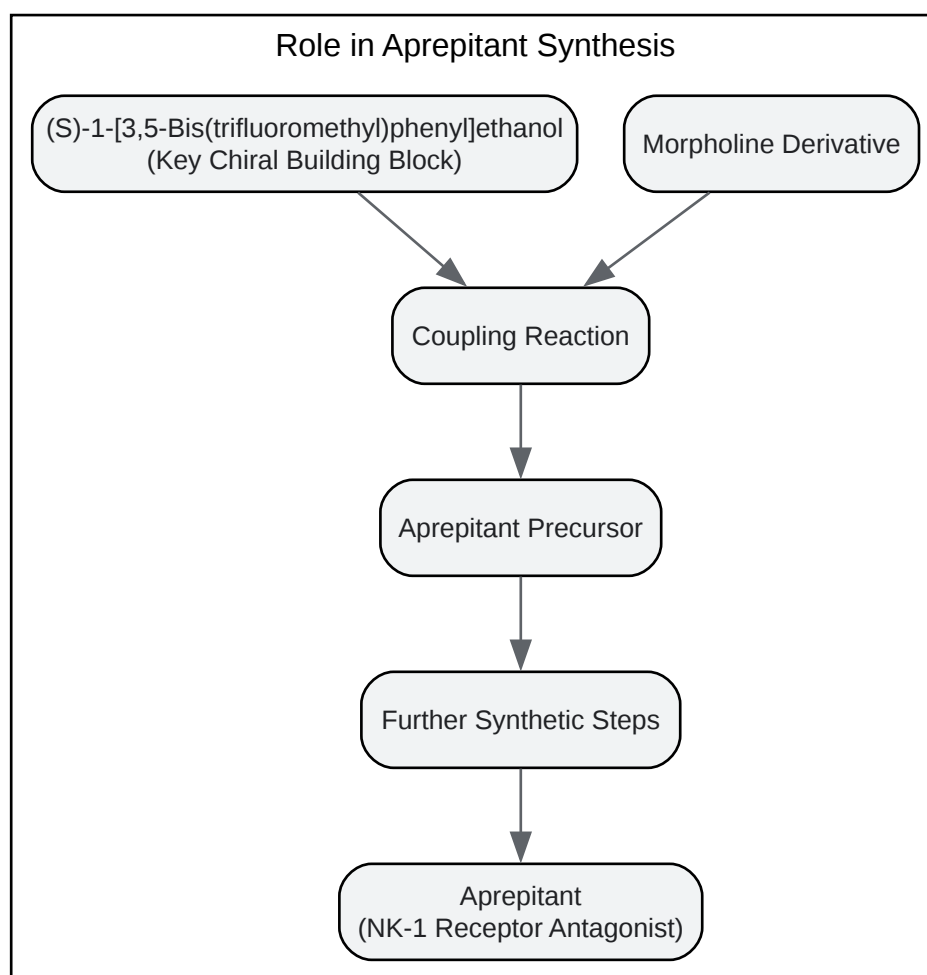 Role in Aprepitant Synthesis
(S)-1-[3,5-Bis(trifluoromethyl)phenyl]ethanol
(Key Chiral Building Block)
Morpholine Derivative
Coupling Reaction
Aprepitant Precursor
Further Synthetic Steps
Aprepitant
(NK-1 Receptor Antagonist)